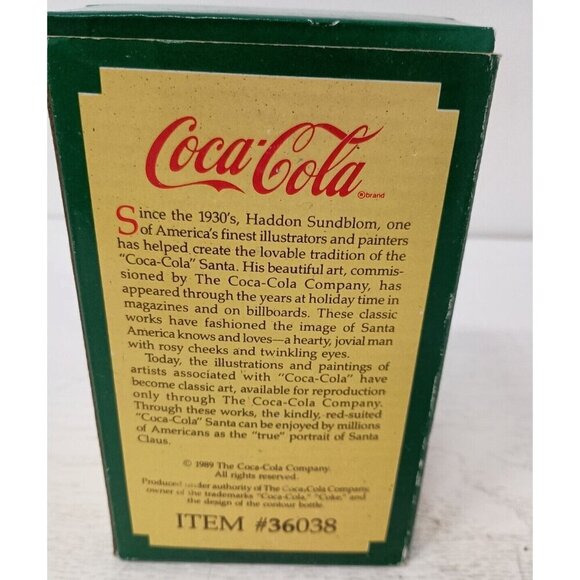 Coca-Cola
®brand
Since the 1930's, Haddon Sundblom, one
of America's finest illustrators and painters
has helped create the lovable tradition of the
"Coca-Cola" Santa. His beautiful art, commis-
sioned by The Coca-Cola Company, has
appeared through the years at holiday time in
magazines and on billboards. These classic
works have fashioned the image of Santa
America knows and loves—a hearty, jovial man
with rosy cheeks and twinkling eyes.
Today, the illustrations and paintings of
artists associated with "Coca-Cola" have
become classic art, available for reproduction
only through The Coca-Cola Company.
Through these works, the kindly, red-suited
"Coca-Cola" Santa can be enjoyed by millions
of Americans as the "true" portrait of Santa
Claus.
© 1989 The Coca-Cola Company.
All rights reserved.
Produced under authority of The Coca-Cola Company,
owner of the trademarks "Coca-Cola," "Coke," and
the design of the contour bottle.
ITEM #36038